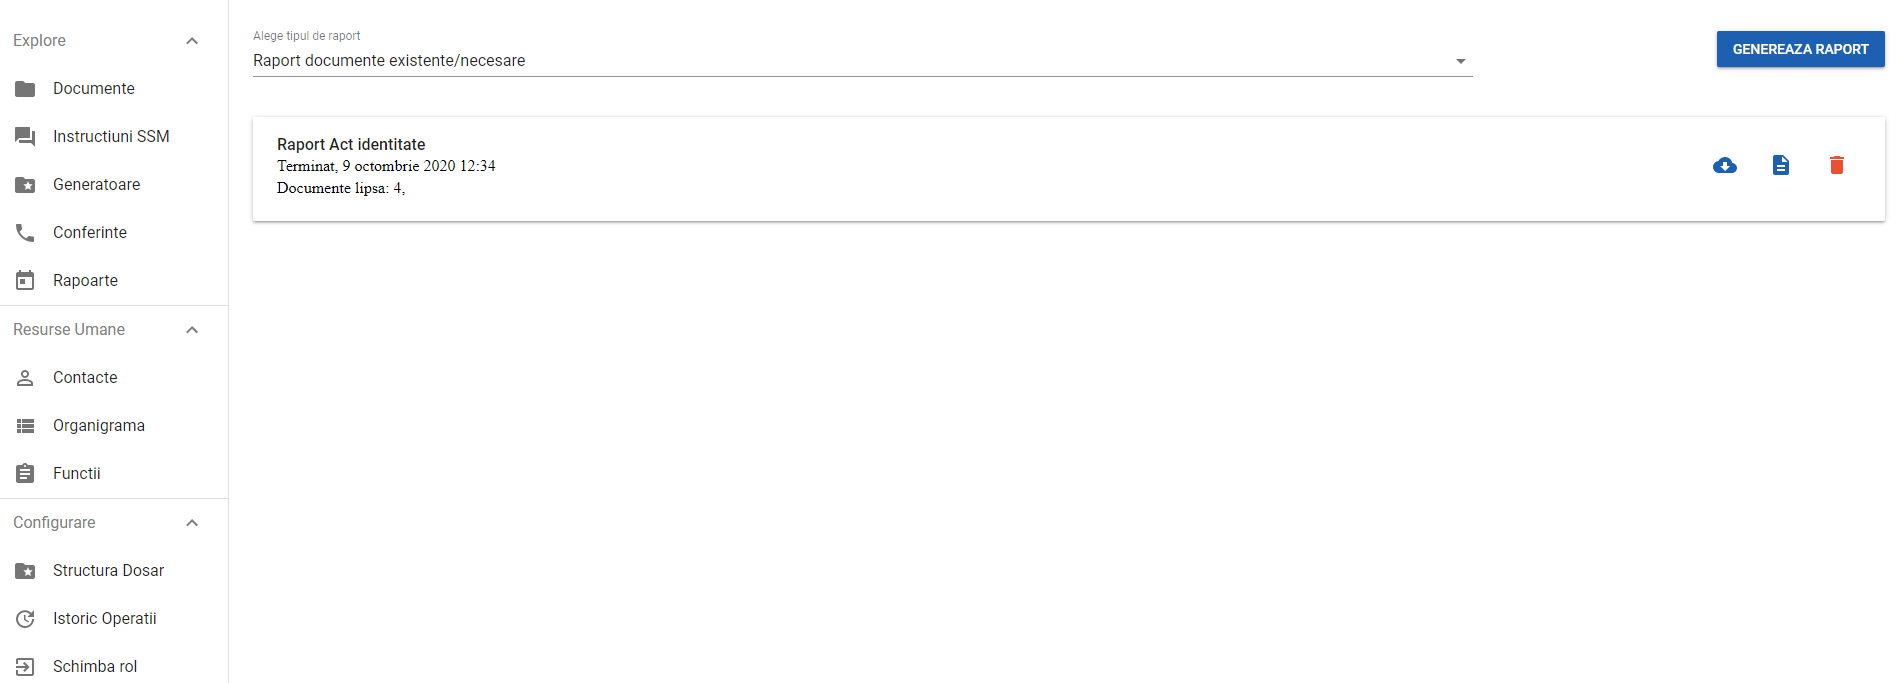 Explore
Documente
Instructiuni SSM
Generatoare
Conferinte
Rapoarte
Resurse Umane
Contacte
Organigrama
Functii
Configurare
Structura Dosar
Istoric Operatii
Schimba rol
Alege tipul de raport
Raport documente existente/necesare
GENEREAZA RAPORT
Raport Act identitate
Terminat, 9 octombrie 2020 12:34
Documente lipsa: 4,